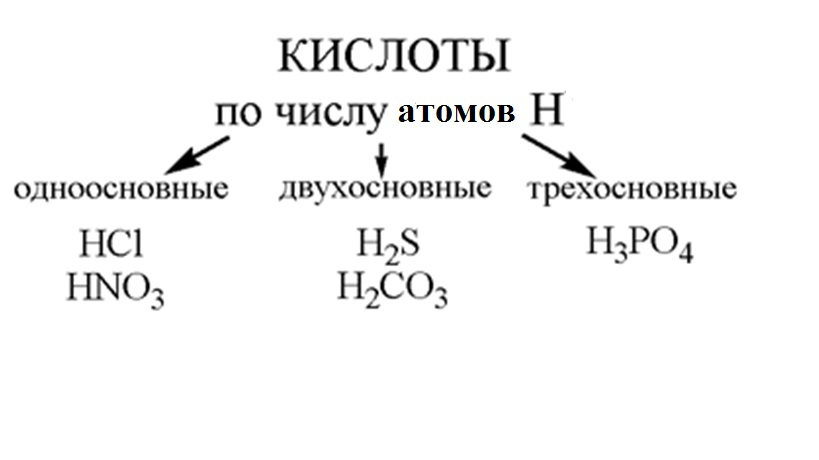 КИСЛОТЫ
по числу атомов H
одноосновные двухосновные трехосновные
HCl H₂S H₃PO₄
HNO₃ H₂CO₃